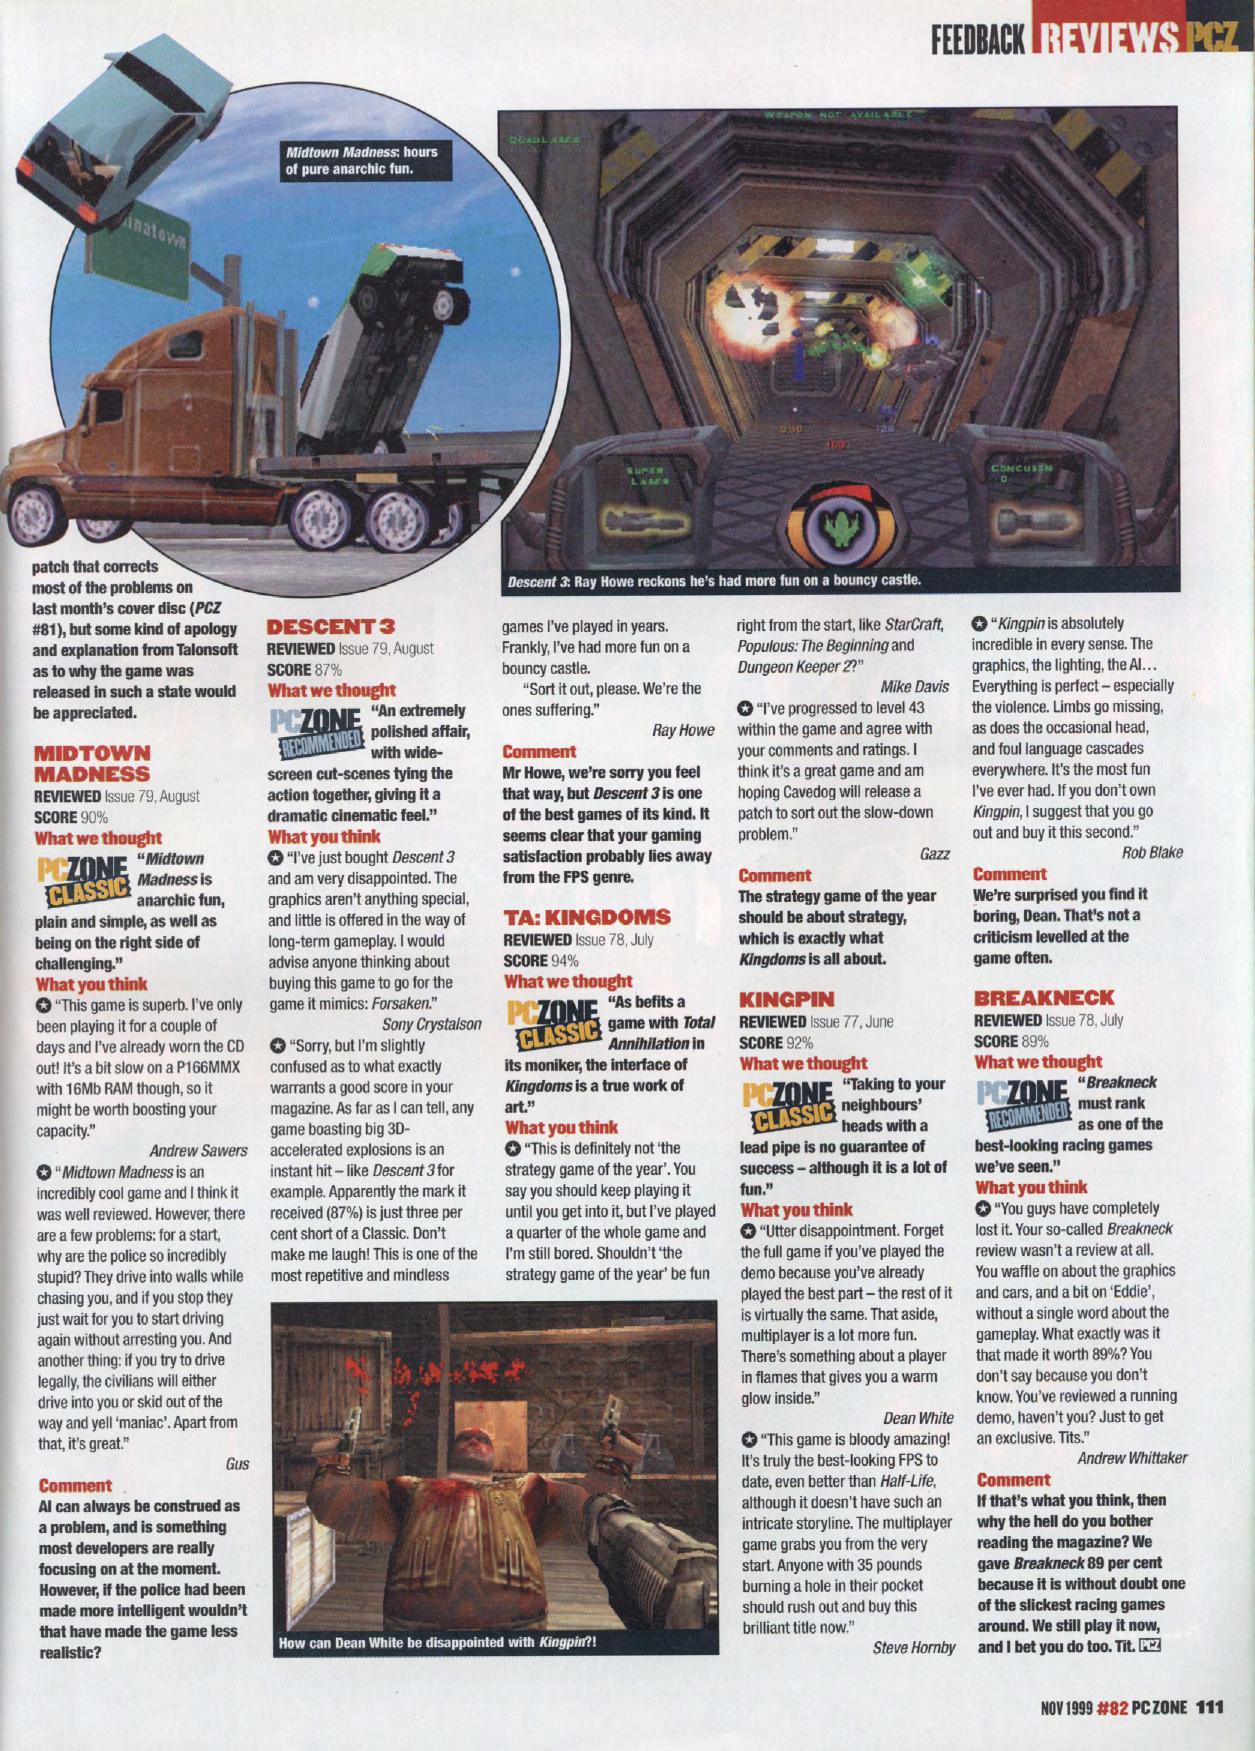 FEEDBACK REVIEWS PCZ
Midtown Madness: hours
of pure anarchic fun.
inatown
WEAPON NOT AVAILABLE
QUADLASER
090
100
128
SUPER
LASER
CONCUSSN
0
Descent 3: Ray Howe reckons he's had more fun on a bouncy castle.
patch that corrects
most of the problems on
last month's cover disc (PCZ
#81), but some kind of apology
and explanation from Talonsoft
as to why the game was
released in such a state would
be appreciated.
MIDTOWN
MADNESS
REVIEWED Issue 79, August
SCORE 90%
What we thought
PCZONE
CLASSIC
"Midtown
Madness is
anarchic fun,
plain and simple, as well as
being on the right side of
challenging."
What you think
✪ "This game is superb. I've only
been playing it for a couple of
days and I've already worn the CD
out! It's a bit slow on a P166MMX
with 16Mb RAM though, so it
might be worth boosting your
capacity."
Andrew Sawers
✪ "Midtown Madness is an
incredibly cool game and I think it
was well reviewed. However, there
are a few problems: for a start,
why are the police so incredibly
stupid? They drive into walls while
chasing you, and if you stop they
just wait for you to start driving
again without arresting you. And
another thing: if you try to drive
legally, the civilians will either
drive into you or skid out of the
way and yell 'maniac'. Apart from
that, it's great."
Gus
Comment
AI can always be construed as
a problem, and is something
most developers are really
focusing on at the moment.
However, if the police had been
made more intelligent wouldn't
that have made the game less
realistic?
DESCENT 3
REVIEWED Issue 79, August
SCORE 87%
What we thought
PCZONE
RECOMMENDED
"An extremely
polished affair,
with wide-
screen cut-scenes tying the
action together, giving it a
dramatic cinematic feel."
What you think
✪ "I've just bought Descent 3
and am very disappointed. The
graphics aren't anything special,
and little is offered in the way of
long-term gameplay. I would
advise anyone thinking about
buying this game to go for the
game it mimics: Forsaken."
Sony Crystalson
✪ "Sorry, but I'm slightly
confused as to what exactly
warrants a good score in your
magazine. As far as I can tell, any
game boasting big 3D-
accelerated explosions is an
instant hit – like Descent 3 for
example. Apparently the mark it
received (87%) is just three per
cent short of a Classic. Don't
make me laugh! This is one of the
most repetitive and mindless
games I've played in years.
Frankly, I've had more fun on a
bouncy castle.
"Sort it out, please. We're the
ones suffering."
Ray Howe
Comment
Mr Howe, we're sorry you feel
that way, but Descent 3 is one
of the best games of its kind. It
seems clear that your gaming
satisfaction probably lies away
from the FPS genre.
TA: KINGDOMS
REVIEWED Issue 78, July
SCORE 94%
What we thought
PCZONE
CLASSIC
"As befits a
game with Total
Annihilation in
its moniker, the interface of
Kingdoms is a true work of
art."
What you think
✪ "This is definitely not 'the
strategy game of the year'. You
say you should keep playing it
until you get into it, but I've played
a quarter of the whole game and
I'm still bored. Shouldn't 'the
strategy game of the year' be fun
right from the start, like StarCraft,
Populous: The Beginning and
Dungeon Keeper 2?"
Mike Davis
✪ "I've progressed to level 43
within the game and agree with
your comments and ratings. I
think it's a great game and am
hoping Cavedog will release a
patch to sort out the slow-down
problem."
Gazz
Comment
The strategy game of the year
should be about strategy,
which is exactly what
Kingdoms is all about.
KINGPIN
REVIEWED Issue 77, June
SCORE 92%
What we thought
PCZONE
CLASSIC
"Taking to your
neighbours'
heads with a
lead pipe is no guarantee of
success – although it is a lot of
fun."
What you think
✪ "Utter disappointment. Forget
the full game if you've played the
demo because you've already
played the best part – the rest of it
is virtually the same. That aside,
multiplayer is a lot more fun.
There's something about a player
in flames that gives you a warm
glow inside."
Dean White
✪ "This game is bloody amazing!
It's truly the best-looking FPS to
date, even better than Half-Life,
although it doesn't have such an
intricate storyline. The multiplayer
game grabs you from the very
start. Anyone with 35 pounds
burning a hole in their pocket
should rush out and buy this
brilliant title now."
Steve Hornby
✪ "Kingpin is absolutely
incredible in every sense. The
graphics, the lighting, the AI...
Everything is perfect – especially
the violence. Limbs go missing,
as does the occasional head,
and foul language cascades
everywhere. It's the most fun
I've ever had. If you don't own
Kingpin, I suggest that you go
out and buy it this second."
Rob Blake
Comment
We're surprised you find it
boring, Dean. That's not a
criticism levelled at the
game often.
BREAKNECK
REVIEWED Issue 78, July
SCORE 89%
What we thought
PCZONE
RECOMMENDED
"Breakneck
must rank
as one of the
best-looking racing games
we've seen."
What you think
✪ "You guys have completely
lost it. Your so-called Breakneck
review wasn't a review at all.
You waffle on about the graphics
and cars, and a bit on 'Eddie',
without a single word about the
gameplay. What exactly was it
that made it worth 89%? You
don't say because you don't
know. You've reviewed a running
demo, haven't you? Just to get
an exclusive. Tits."
Andrew Whittaker
Comment
If that's what you think, then
why the hell do you bother
reading the magazine? We
gave Breakneck 89 per cent
because it is without doubt one
of the slickest racing games
around. We still play it now,
and I bet you do too. Tit. PCZ
How can Dean White be disappointed with Kingpin?!
NOV 1999 #82 PC ZONE 111